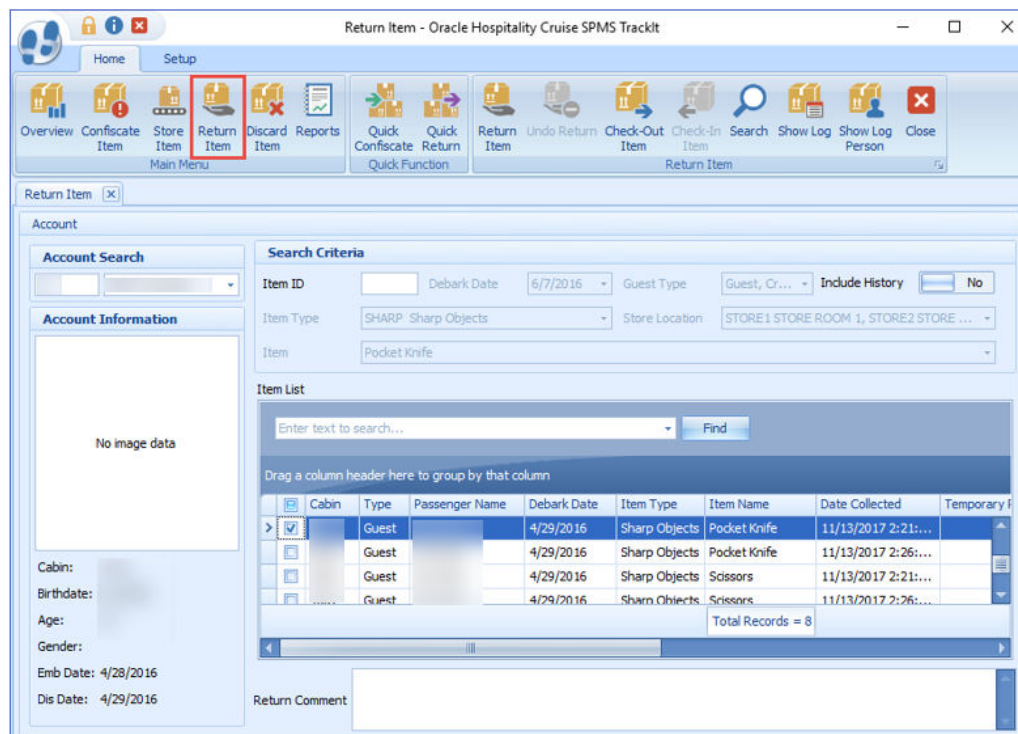 Return Item - Oracle Hospitality Cruise SPMS TrackIt
Home Setup
Overview Confiscate Item Store Item Return Item Discard Item Reports Quick Confiscate Quick Return Return Item Undo Return Check-Out Item Check-In Item Search Show Log Show Log Person Close
Main Menu Quick Function Return Item
Return Item
Account
Account Search
Account Information
No image data
Cabin:
Birthdate:
Age:
Gender:
Emb Date: 4/28/2016
Dis Date: 4/29/2016
Search Criteria
Item ID Debark Date 6/7/2016 Guest Type Guest, Cr... Include History No
Item Type SHARP Sharp Objects Store Location STORE1 STORE ROOM 1, STORE2 STORE ...
Item Pocket Knife
Item List
Enter text to search... Find
Drag a column header here to group by that column
Cabin Type Passenger Name Debark Date Item Type Item Name Date Collected Temporary
Guest 4/29/2016 Sharp Objects Pocket Knife 11/13/2017 2:21:...
Guest 4/29/2016 Sharp Objects Pocket Knife 11/13/2017 2:26:...
Guest 4/29/2016 Sharp Objects Scissors 11/13/2017 2:21:...
Guest 4/29/2016 Sharp Objects Scissors 11/13/2017 2:26:...
Total Records = 8
Return Comment